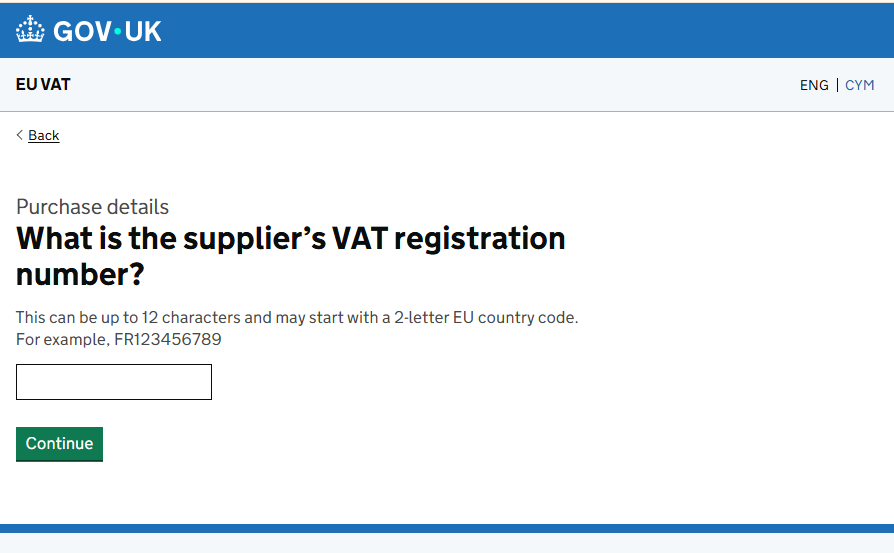 GOV·UK
EU VAT
ENG | CYM
Back
Purchase details
What is the supplier’s VAT registration
number?
This can be up to 12 characters and may start with a 2-letter EU country code.
For example, FR123456789
Continue